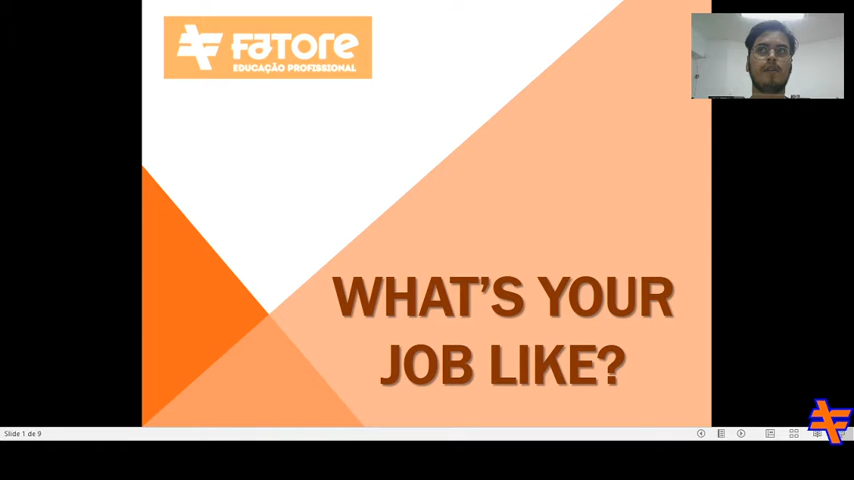 FATORE
EDUCAÇÃO PROFISSIONAL
WHAT'S YOUR
JOB LIKE?
Slide 1 de 9